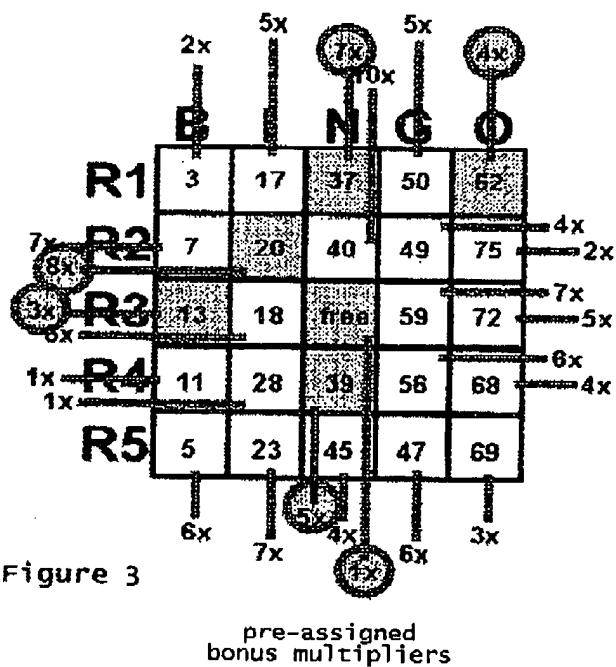 5x 7x 5x 4x
2x 10x
B I N G O
R1 3 17 37 50 62
4x
7x R2 7 20 40 49 75 2x
8x
7x
3x R3 13 18 free 59 72 5x
6x
6x
1x R4 11 28 39 56 68 4x
1x
R5 5 23 45 47 69
5x
6x 4x 3x
7x 6x
1x
Figure 3
pre-assigned
bonus multipliers